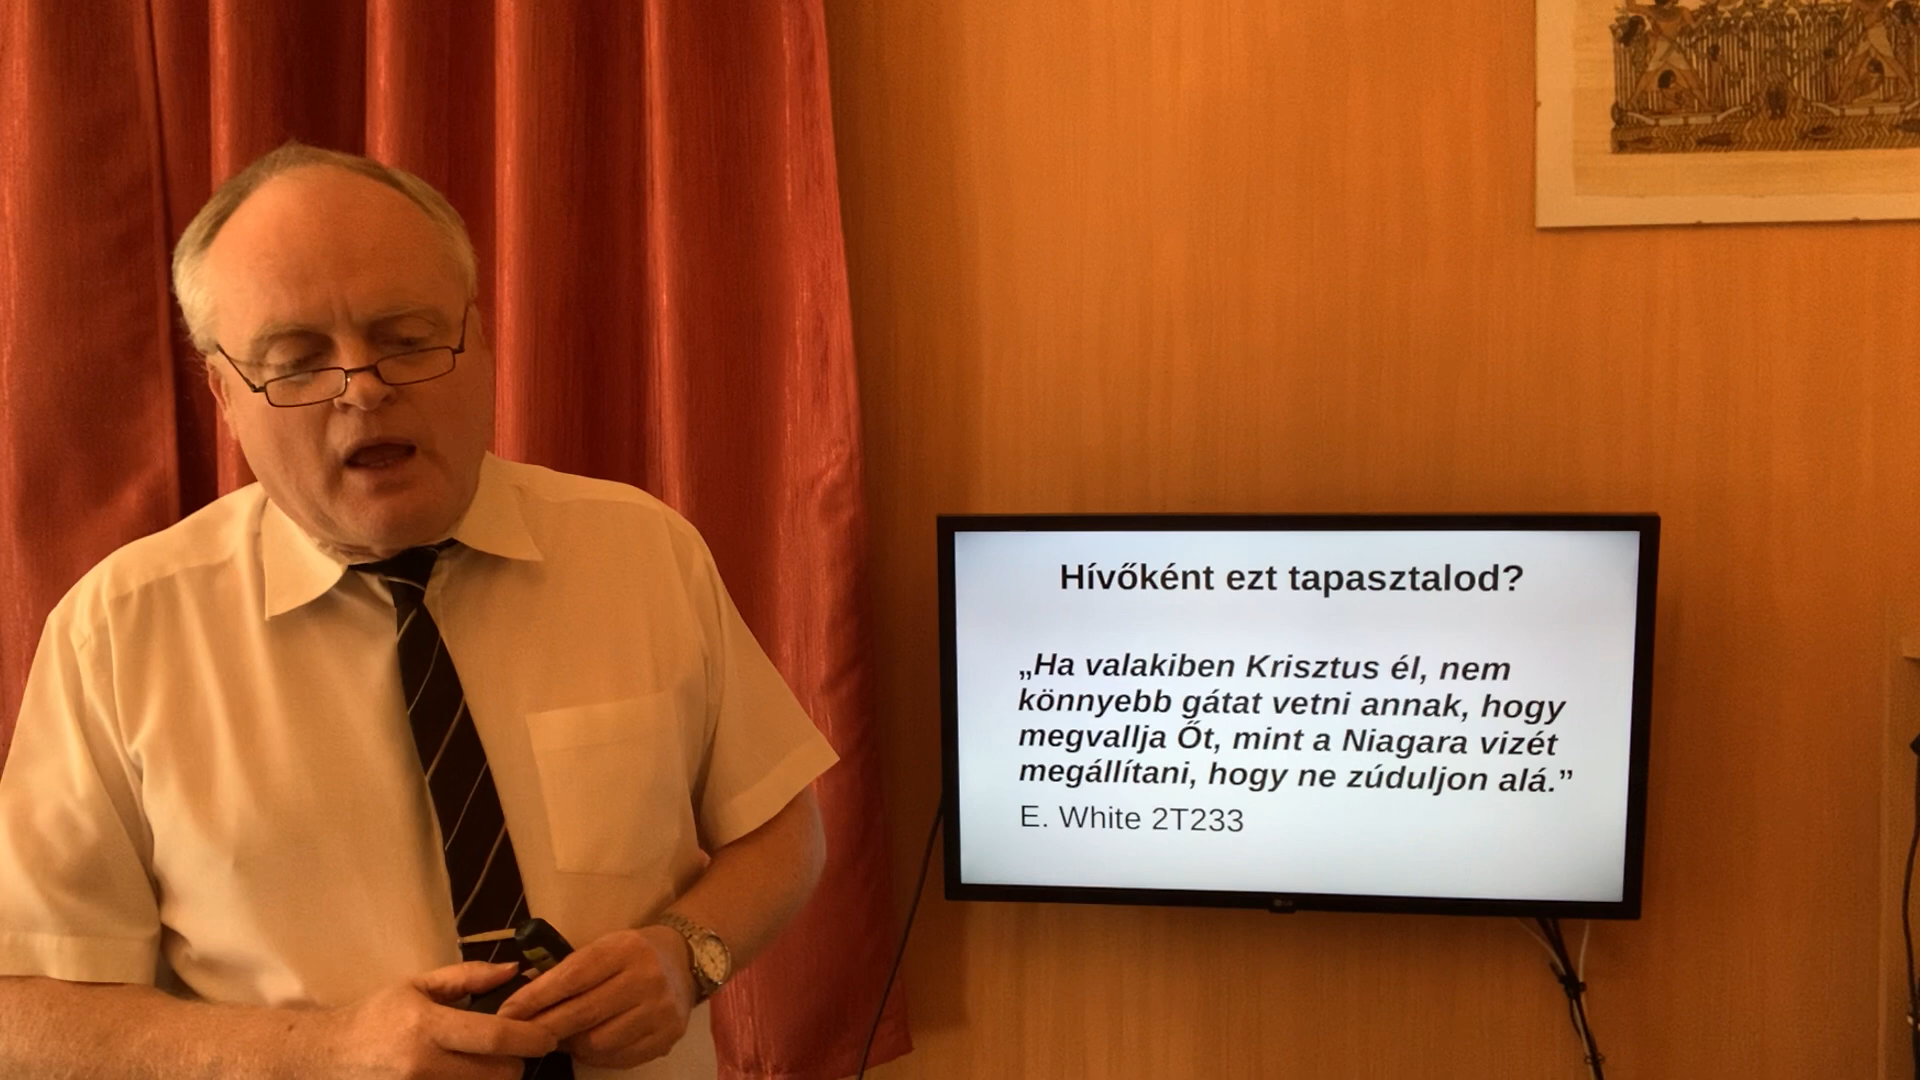 Hívőként ezt tapasztalod?
„Ha valakiben Krisztus él, nem
könnyebb gátat vetni annak, hogy
megvallja Őt, mint a Niagara vizét
megállítani, hogy ne zúduljon alá.”
E. White 2T233
LG